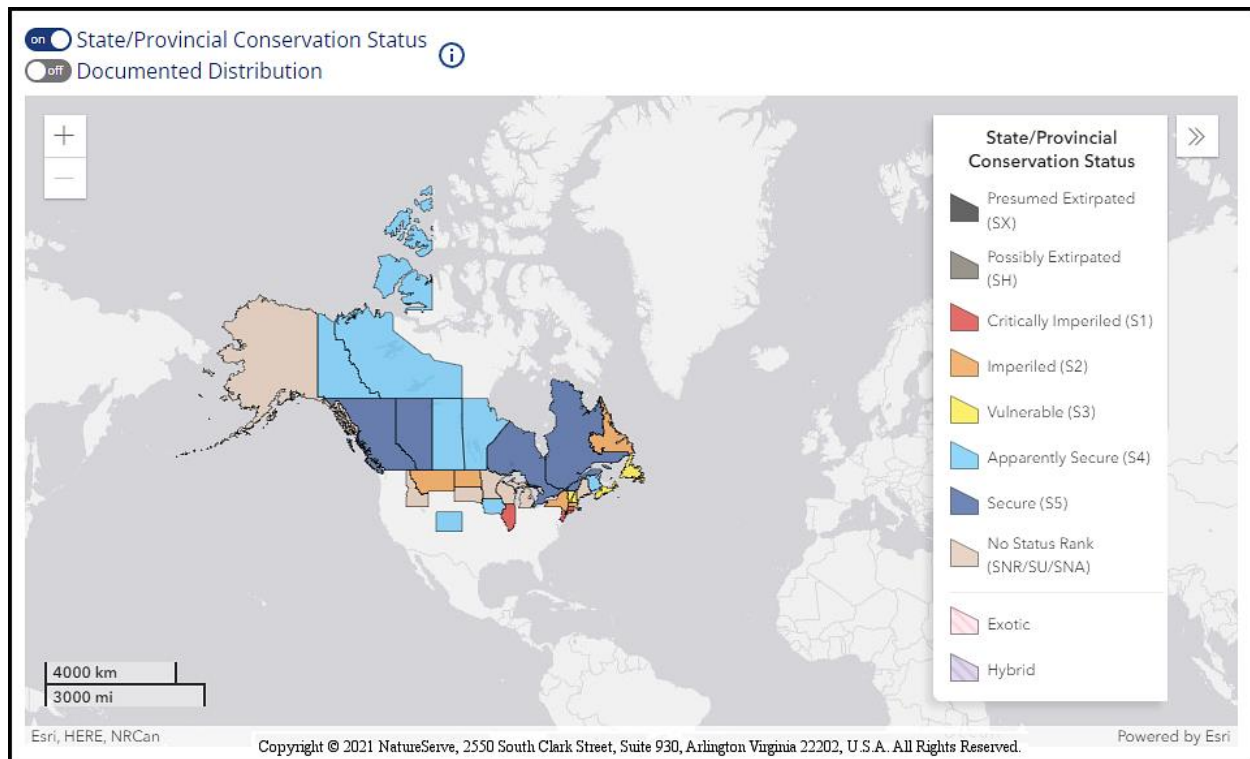 on State/Provincial Conservation Status
off Documented Distribution
State/Provincial
Conservation Status
Presumed Extirpated
(SX)
Possibly Extirpated
(SH)
Critically Imperiled (S1)
Imperiled (S2)
Vulnerable (S3)
Apparently Secure (S4)
Secure (S5)
No Status Rank
(SNR/SU/SNA)
Exotic
Hybrid
4000 km
3000 mi
Esri, HERE, NRCan
Copyright © 2021 NatureServe, 2550 South Clark Street, Suite 930, Arlington Virginia 22202, U.S.A. All Rights Reserved.
Powered by Esri